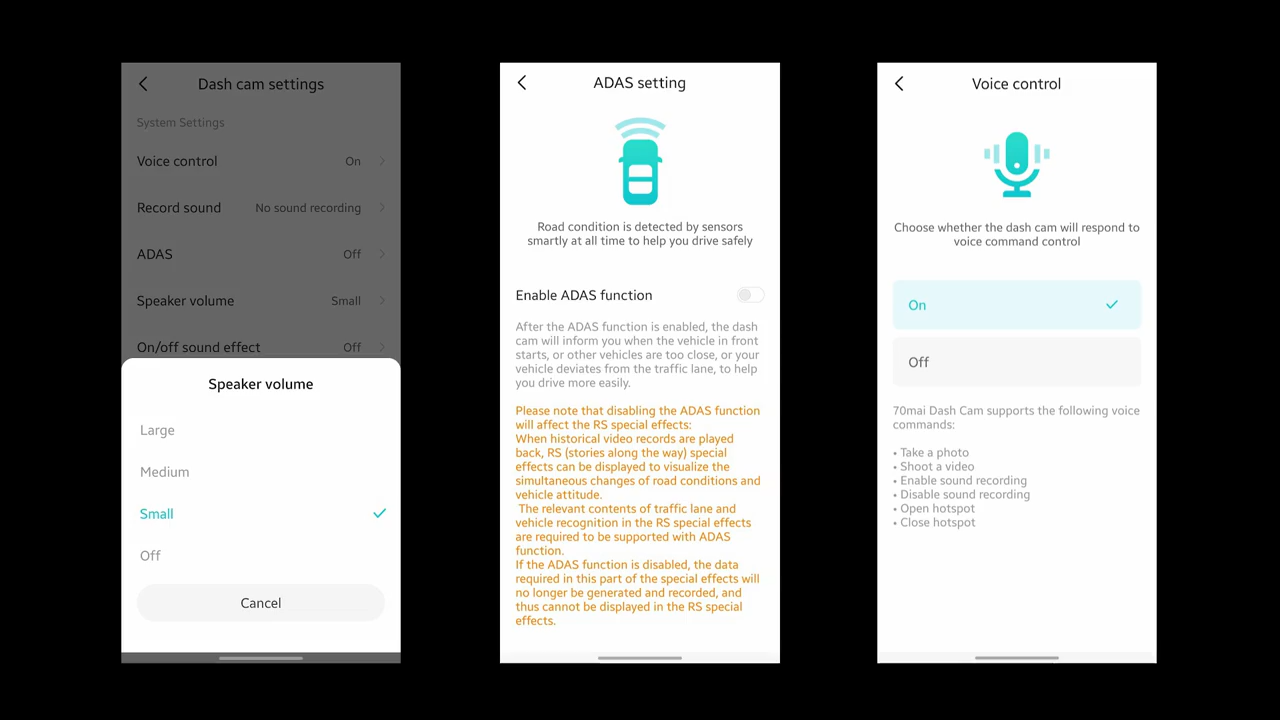 Dash cam settings
System Settings
Voice control On
Record sound No sound recording
ADAS Off
Speaker volume Small
On/off sound effect Off
Speaker volume
Large
Medium
Small
Off
Cancel
ADAS setting
Road condition is detected by sensors
smartly at all time to help you drive safely
Enable ADAS function
After the ADAS function is enabled, the dash
cam will inform you when the vehicle in front
starts, or other vehicles are too close, or your
vehicle deviates from the traffic lane, to help
you drive more easily.
Please note that disabling the ADAS function
will affect the RS special effects:
When historical video records are played
back, RS (stories along the way) special
effects can be displayed to visualize the
simultaneous changes of road conditions and
vehicle attitude.
The relevant contents of traffic lane and
vehicle recognition in the RS special effects
are required to be supported with ADAS
function.
If the ADAS function is disabled, the data
required in this part of the special effects will
no longer be generated and recorded, and
thus cannot be displayed in the RS special
effects.
Voice control
Choose whether the dash cam will respond to
voice command control
On
Off
70mai Dash Cam supports the following voice
commands:
• Take a photo
• Shoot a video
• Enable sound recording
• Disable sound recording
• Open hotspot
• Close hotspot